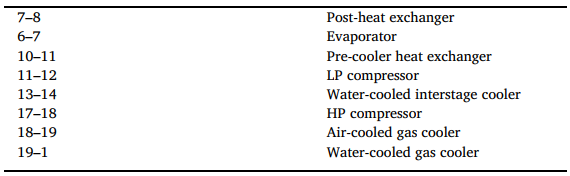 7–8 Post-heat exchanger
6–7 Evaporator
10–11 Pre-cooler heat exchanger
11–12 LP compressor
13–14 Water-cooled interstage cooler
17–18 HP compressor
18–19 Air-cooled gas cooler
19–1 Water-cooled gas cooler